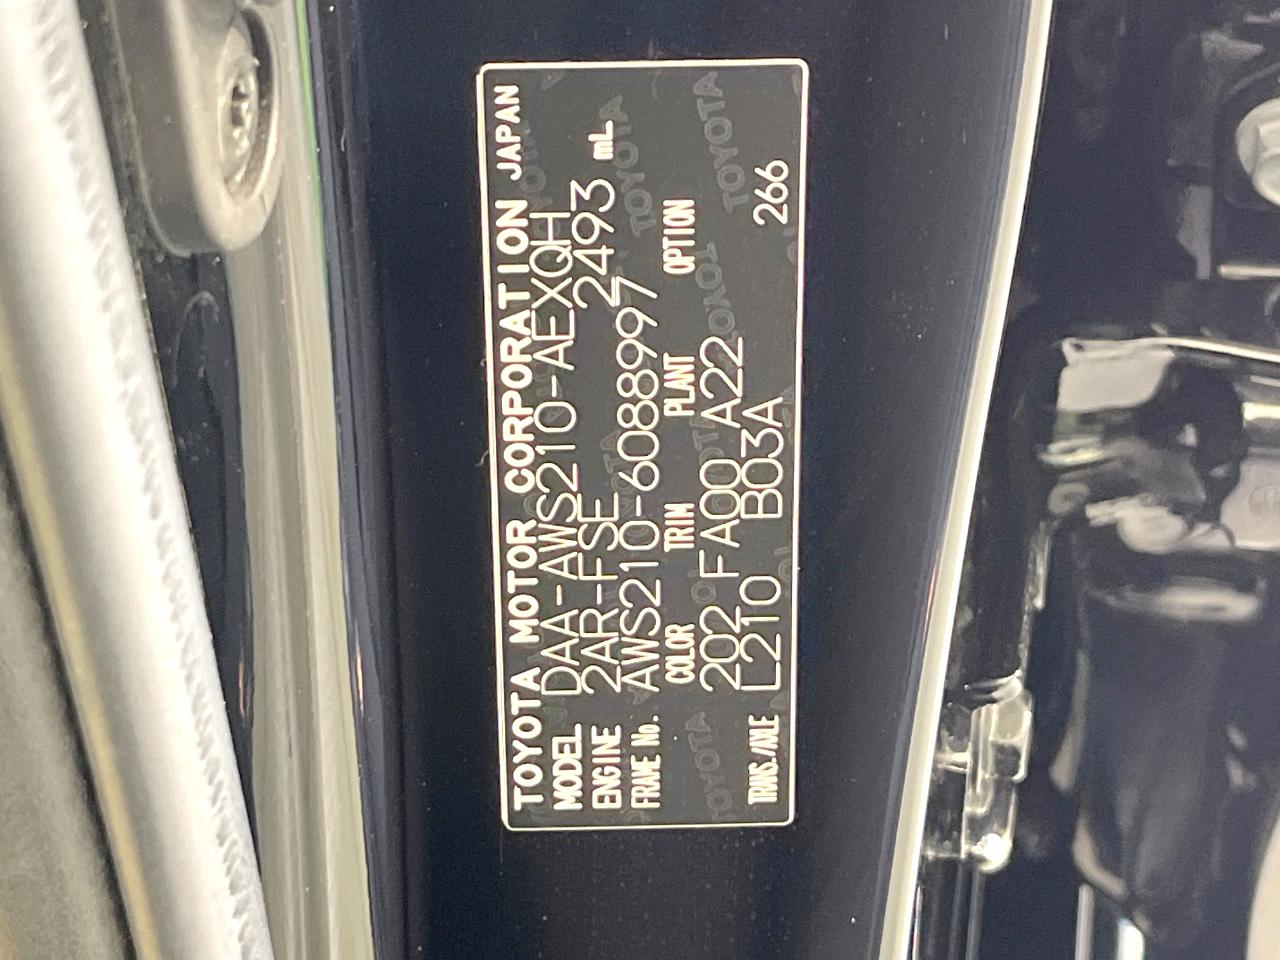 TOYOTA MOTOR CORPORATION JAPAN
MODEL DAA-AWS210-AEXQH
ENGINE 2AR-FSE 2493 mL
FRAME No. AWS210-6088997
COLOR TRIM PLANT OPTION
202 FA00 A22
TRANS./AXLE L210 B03A 266